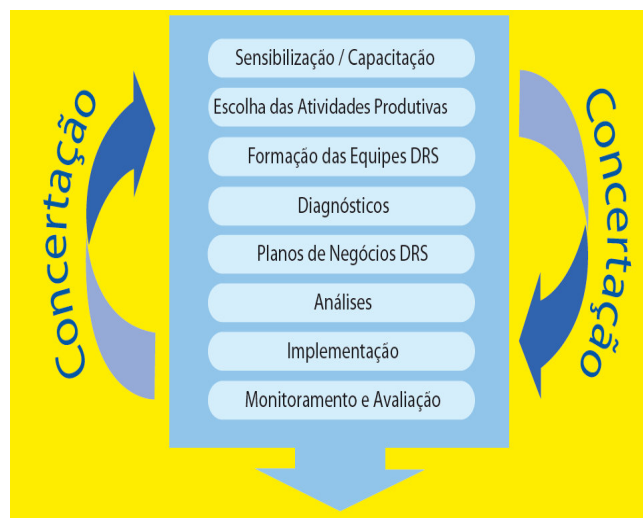 Concertação
Sensibilização / Capacitação
Escolha das Atividades Produtivas
Formação das Equipes DRS
Diagnósticos
Planos de Negócios DRS
Análises
Implementação
Monitoramento e Avaliação
Concertação